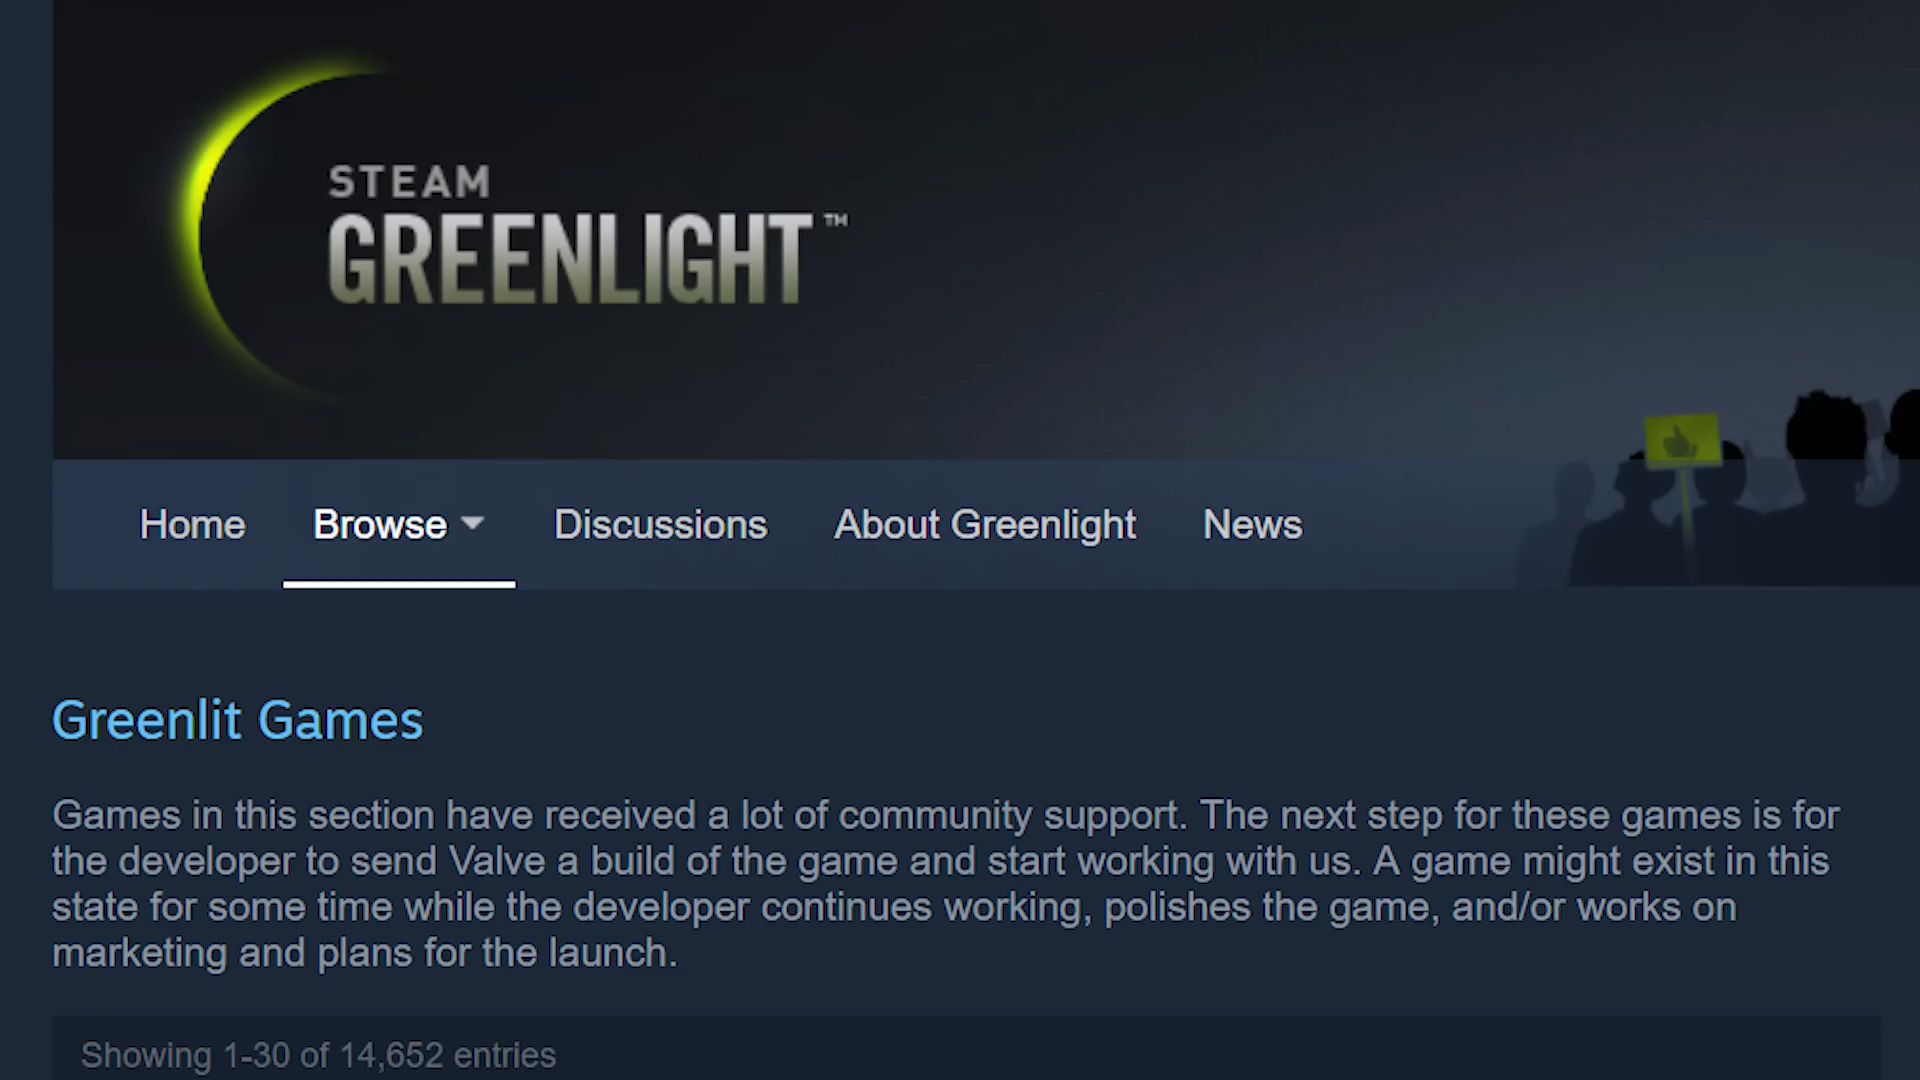 STEAM
GREENLIGHT™
Home Browse Discussions About Greenlight News
Greenlit Games
Games in this section have received a lot of community support. The next step for these games is for
the developer to send Valve a build of the game and start working with us. A game might exist in this
state for some time while the developer continues working, polishes the game, and/or works on
marketing and plans for the launch.
Showing 1-30 of 14,652 entries